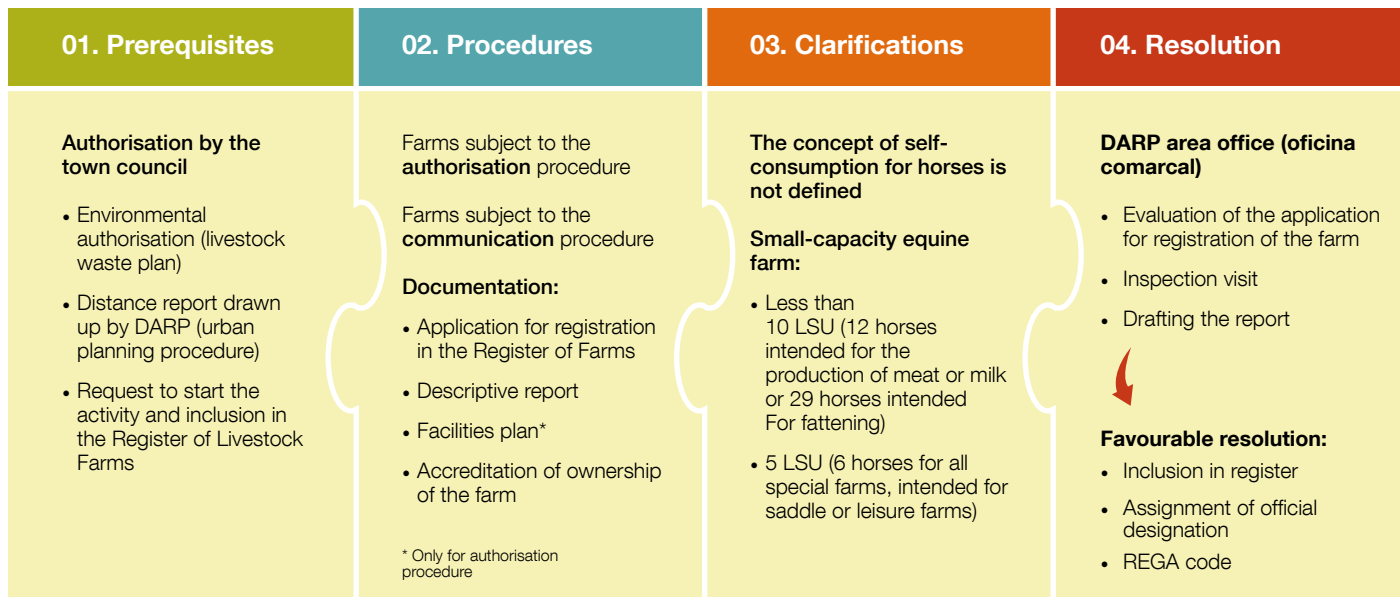 01. Prerequisites
Authorisation by the
town council
• Environmental
authorisation (livestock
waste plan)
• Distance report drawn
up by DARP (urban
planning procedure)
• Request to start the
activity and inclusion in
the Register of Livestock
Farms
02. Procedures
Farms subject to the
authorisation procedure
Farms subject to the
communication procedure
Documentation:
• Application for registration
in the Register of Farms
• Descriptive report
• Facilities plan*
• Accreditation of ownership
of the farm
* Only for authorisation
procedure
03. Clarifications
The concept of self-
consumption for horses is
not defined
Small-capacity equine
farm:
• Less than
10 LSU (12 horses
intended for the
production of meat or milk
or 29 horses intended
For fattening)
• 5 LSU (6 horses for all
special farms, intended for
saddle or leisure farms)
04. Resolution
DARP area office (oficina
comarcal)
• Evaluation of the application
for registration of the farm
• Inspection visit
• Drafting the report
Favourable resolution:
• Inclusion in register
• Assignment of official
designation
• REGA code